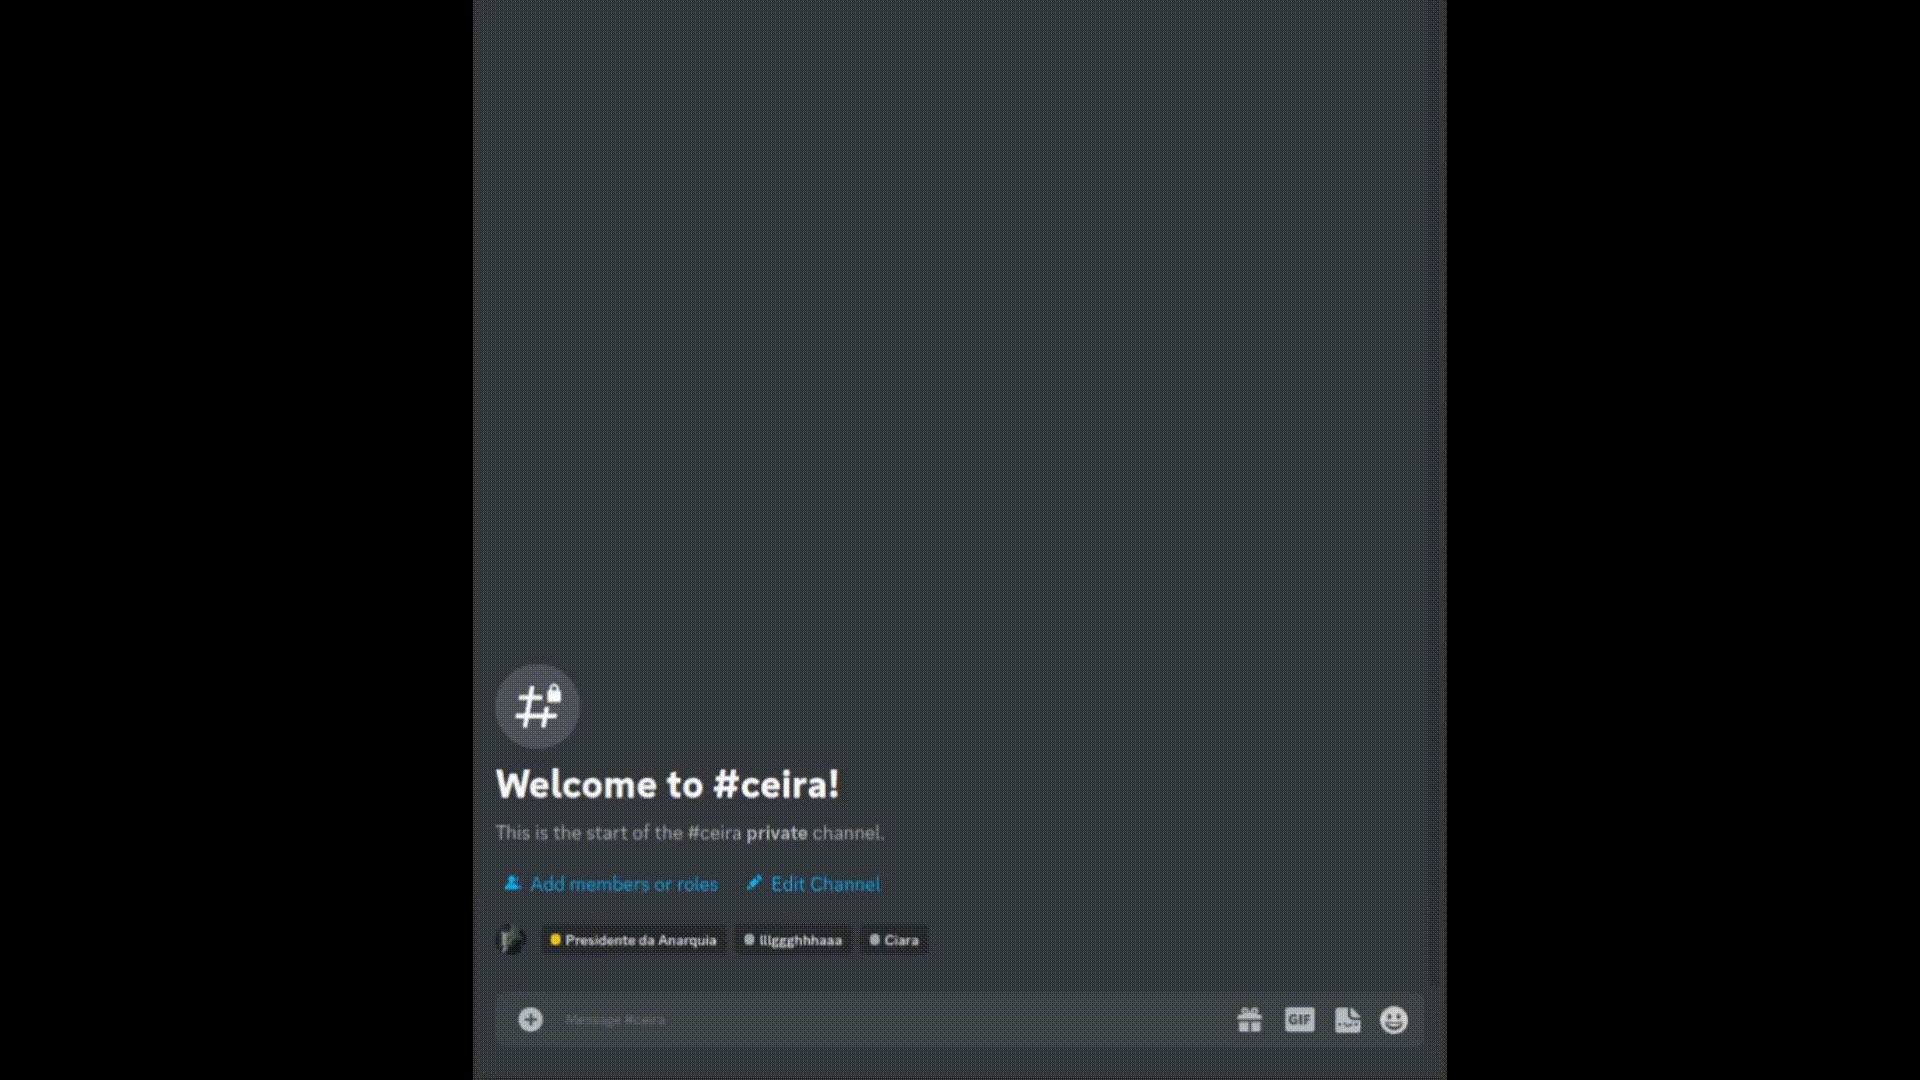 Welcome to #ceira!
This is the start of the #ceira private channel.
Add members or roles Edit Channel
Presidente da Anarquia lllggghhhaaa Ciara
Message #ceira GIF